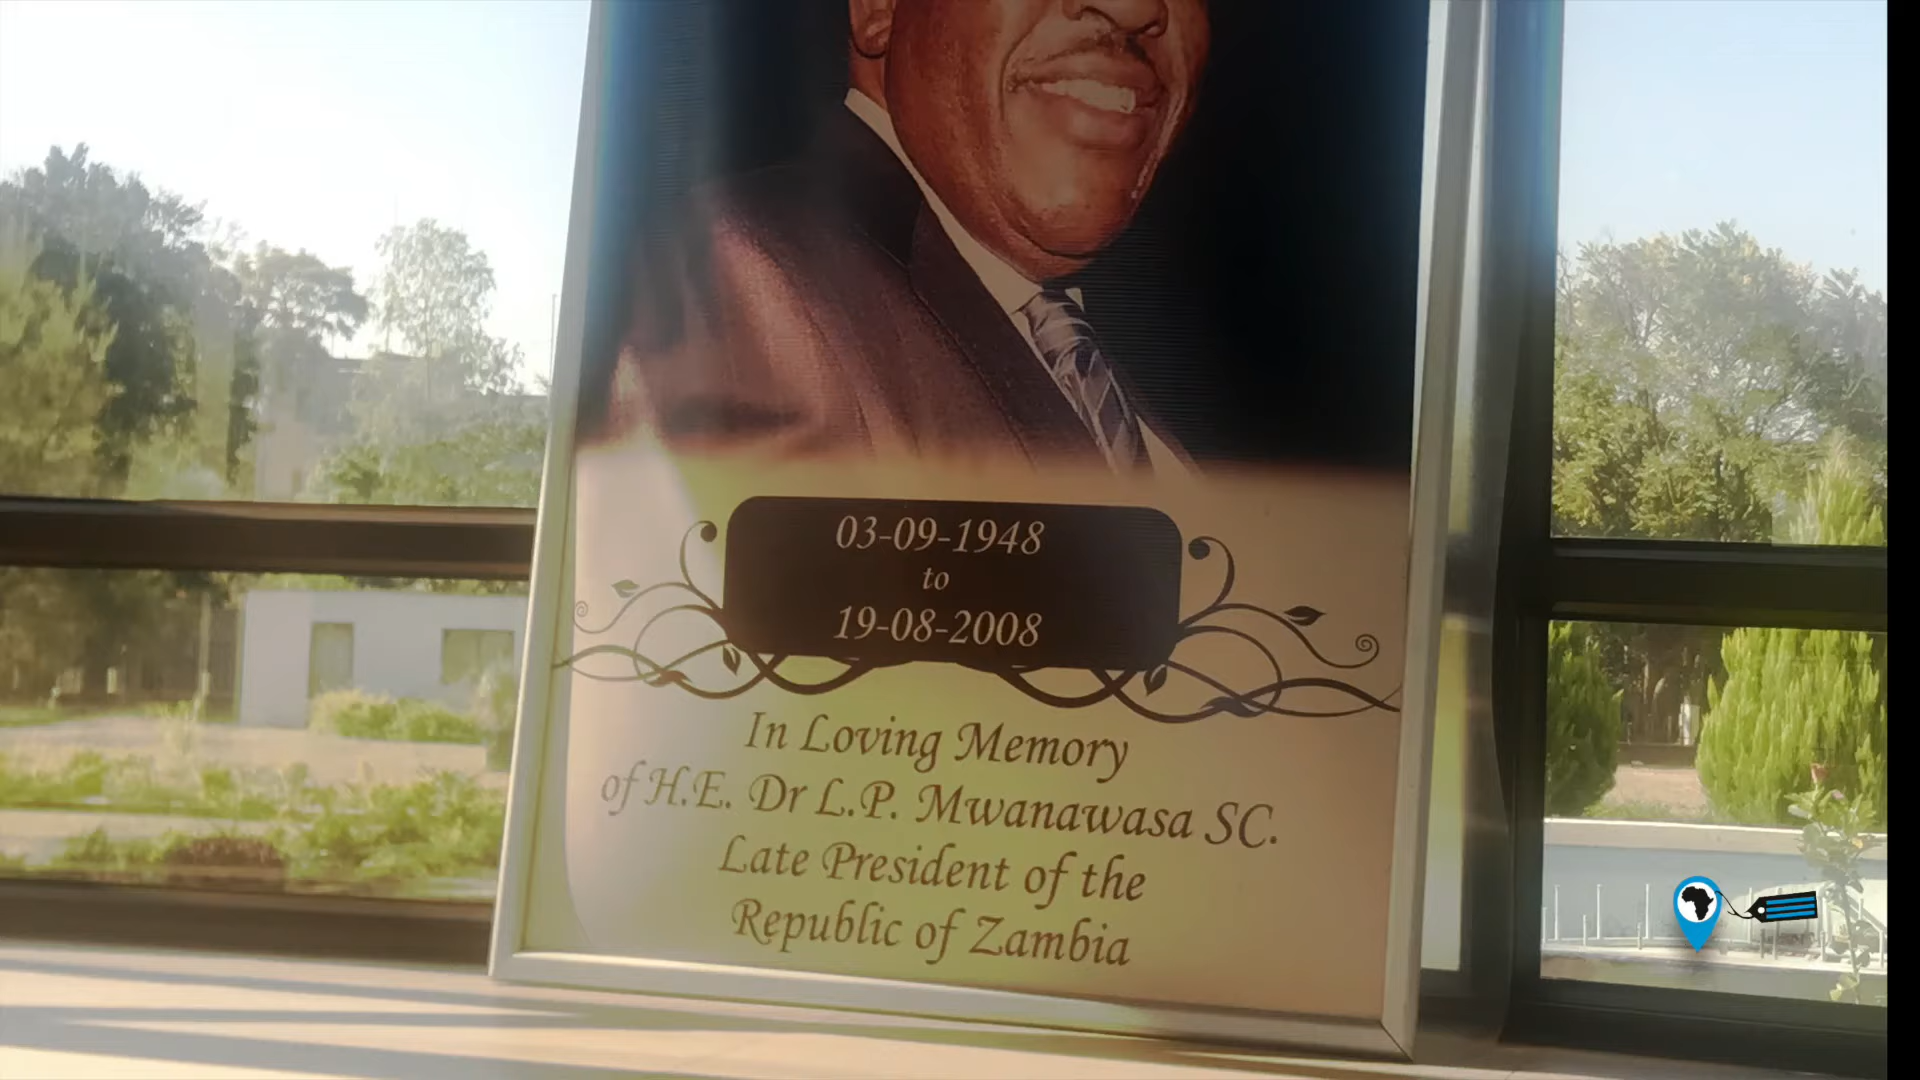 03-09-1948
to
19-08-2008
In Loving Memory
of H.E. Dr L.P. Mwanawasa SC.
Late President of the
Republic of Zambia